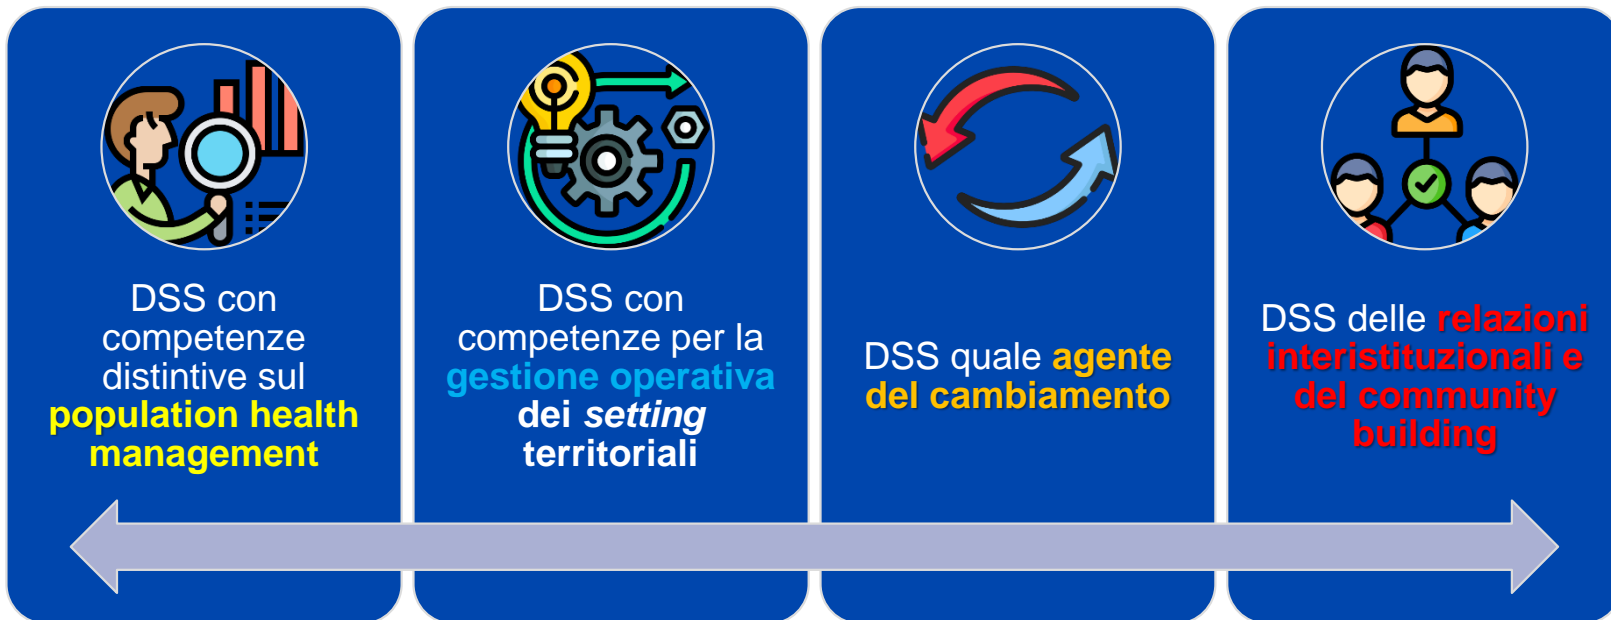 DSS con
competenze
distintive sul
population health
management
DSS con
competenze per la
gestione operativa
dei setting
territoriali
DSS quale agente
del cambiamento
DSS delle relazioni
interistituzionali e
del community
building